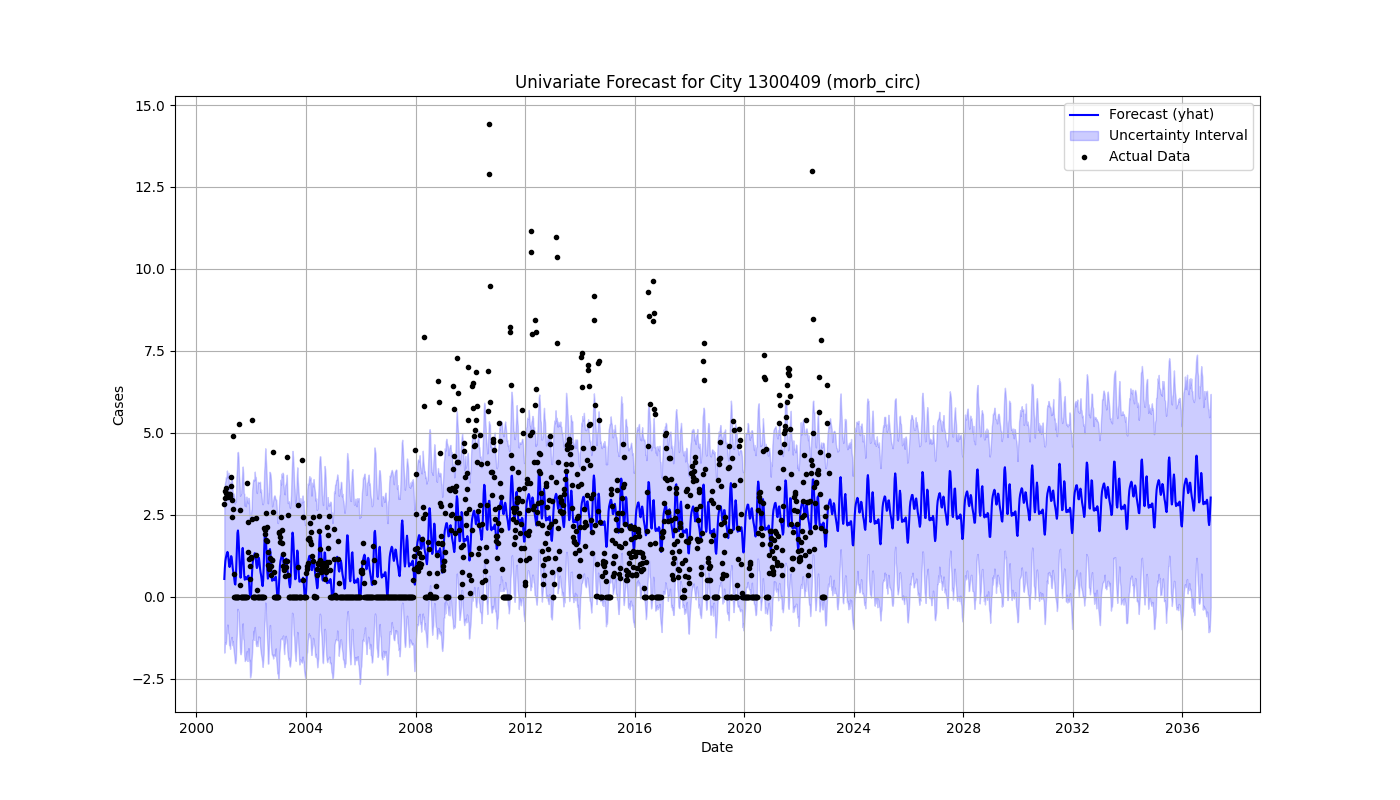 Univariate Forecast for City 1300409 (morb_circ)
Forecast (yhat)
Uncertainty Interval
Actual Data
Cases
15.0
12.5
10.0
7.5
5.0
2.5
0.0
−2.5
2000 2004 2008 2012 2016 2020 2024 2028 2032 2036
Date